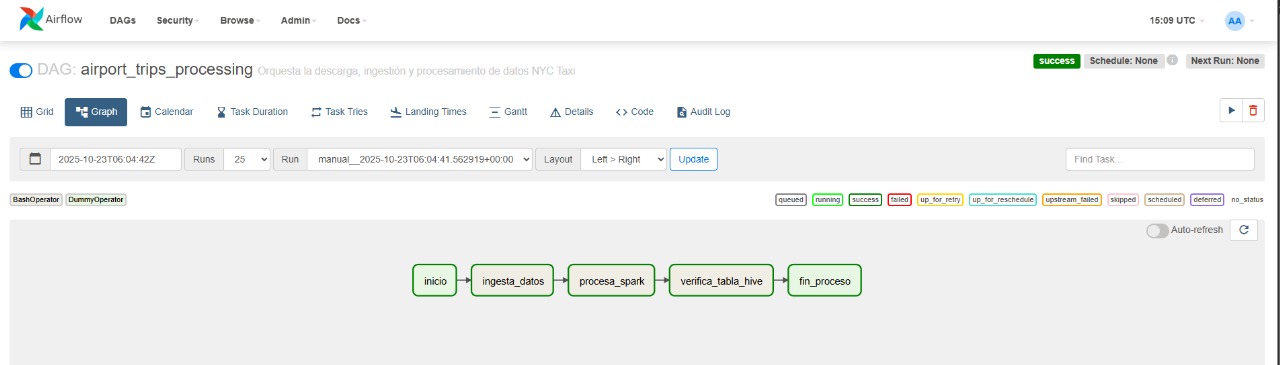 Airflow DAGs Security Browse Admin Docs 15:09 UTC AA
DAG: airport_trips_processing Orquesta la descarga, ingestión y procesamiento de datos NYC Taxi success Schedule: None i Next Run: None
Grid Graph Calendar Task Duration Task Tries Landing Times Gantt Details <> Code Audit Log
2025-10-23T06:04:42Z Runs 25 Run manual__2025-10-23T06:04:41.562919+00:00 Layout Left > Right Update Find Task...
BashOperator DummyOperator queued running success failed up_for_retry up_for_reschedule upstream_failed skipped scheduled deferred no_status
Auto-refresh
inicio ingesta_datos procesa_spark verifica_tabla_hive fin_proceso